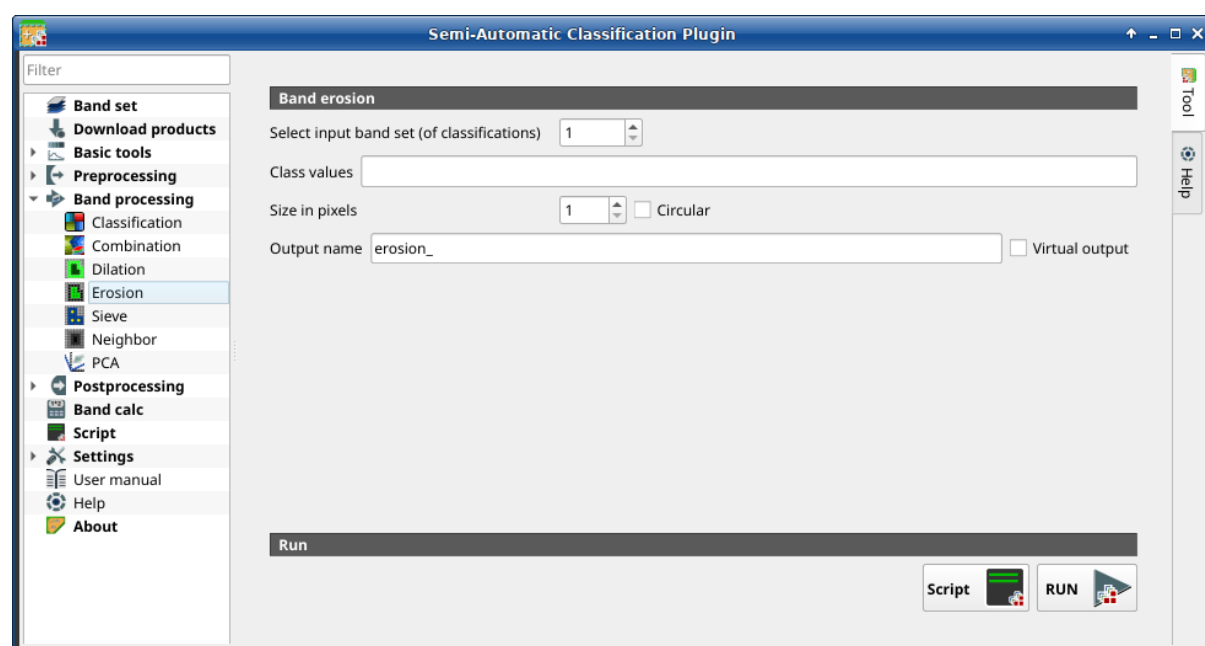 Semi-Automatic Classification Plugin
Filter
Band set
Download products
Basic tools
Preprocessing
Band processing
Classification
Combination
Dilation
Erosion
Sieve
Neighbor
PCA
Postprocessing
Band calc
Script
Settings
User manual
Help
About
Band erosion
Select input band set (of classifications) 1
Class values
Size in pixels 1 Circular
Output name erosion_ Virtual output
Run
Script RUN
Tool
Help